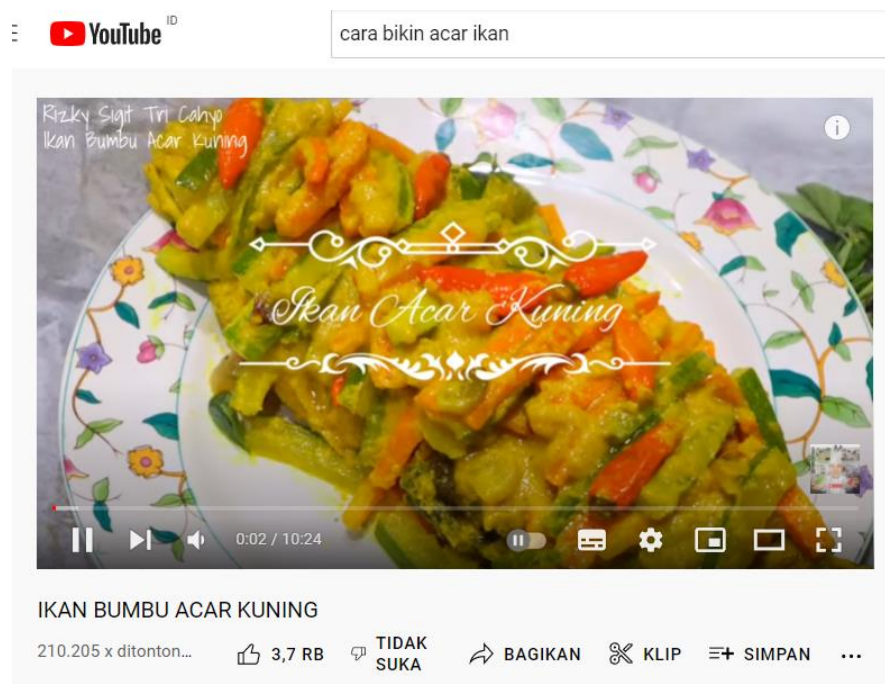 YouTube ID
cara bikin acar ikan
Rizky Sigit Tri Cahyo
Ikan Bumbu Acar Kuning
Ikan Acar Kuning
0:02 / 10:24
IKAN BUMBU ACAR KUNING
210.205 x ditonton...
3,7 RB
TIDAK
SUKA
BAGIKAN
KLIP
SIMPAN
...